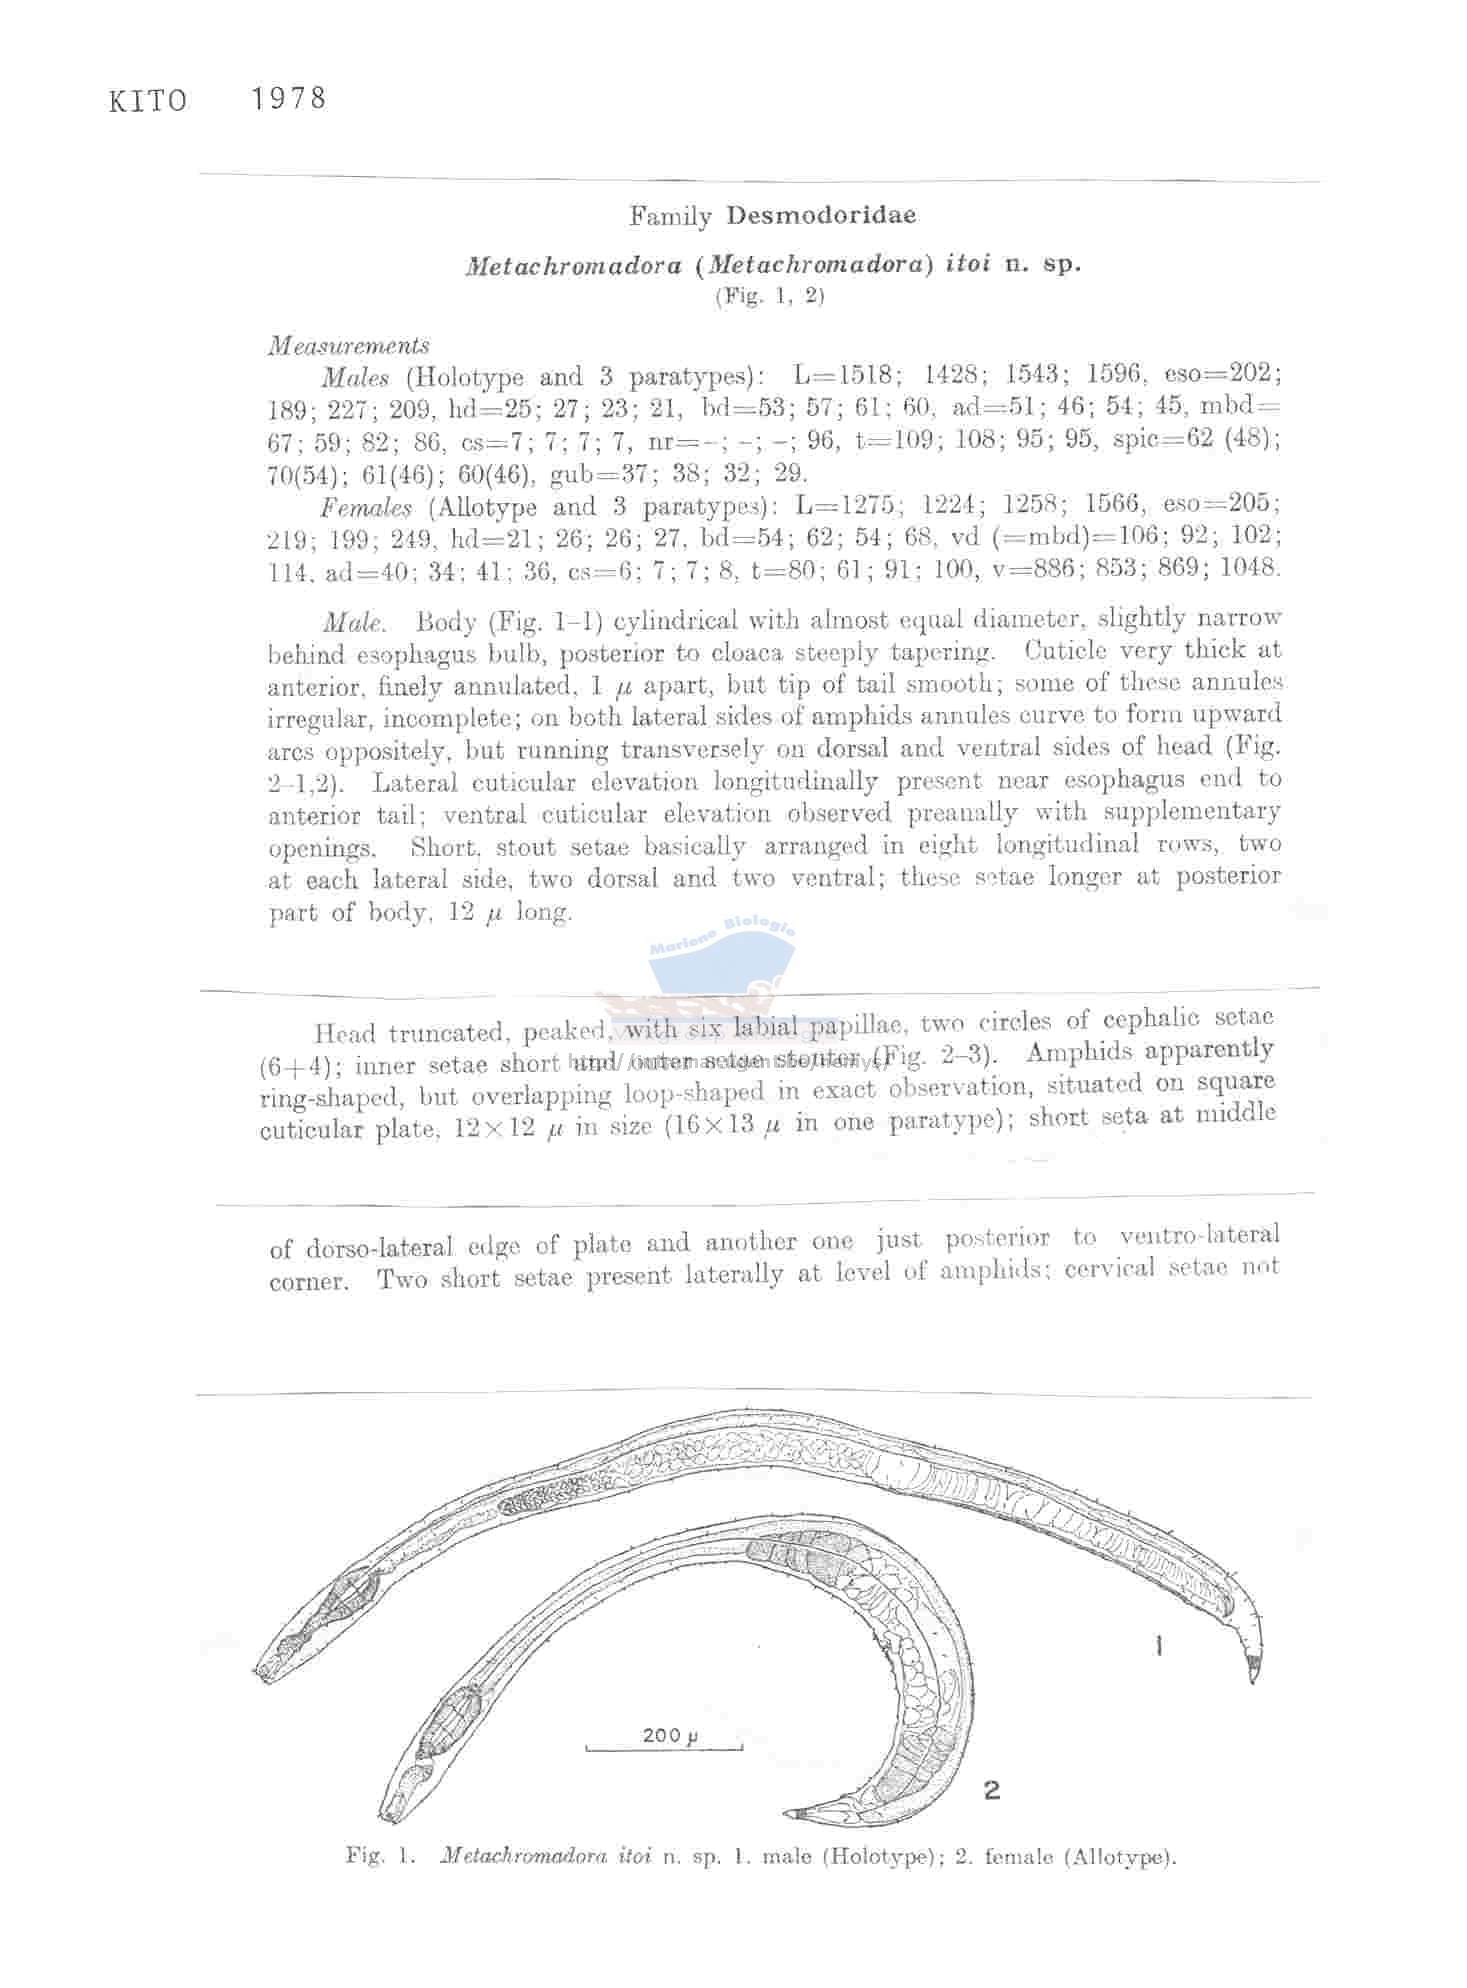 KITO 1978
Family Desmodoridae
Metachromadora (Metachromadora) itoi n. sp.
(Fig. 1, 2)
Measurements
Males (Holotype and 3 paratypes): L=1518; 1428; 1543; 1596, eso=202;
189; 227; 209, hd=25; 27; 23; 21, bd=53; 57; 61; 60, ad=51; 46; 54; 45, mbd=
67; 59; 82; 86, cs=7; 7; 7; 7, nr=-; -; -; 96, t=109; 108; 95; 95, spic=62 (48);
70(54); 61(46); 60(46), gub=37; 38; 32; 29.
Females (Allotype and 3 paratypes): L=1275; 1224; 1258; 1566, eso=205;
219; 199; 249, hd=21; 26; 26; 27, bd=54; 62; 54; 68, vd (=mbd)=106; 92; 102;
114, ad=40; 34; 41; 36, cs=6; 7; 7; 8, t=80; 61; 91; 100, v=886; 853; 869; 1048.
Male. Body (Fig. 1-1) cylindrical with almost equal diameter, slightly narrow
behind esophagus bulb, posterior to cloaca steeply tapering. Cuticle very thick at
anterior, finely annulated, 1 μ apart, but tip of tail smooth; some of these annules
irregular, incomplete; on both lateral sides of amphids annules curve to form upward
arcs oppositely, but running transversely on dorsal and ventral sides of head (Fig.
2-1,2). Lateral cuticular elevation longitudinally present near esophagus end to
anterior tail; ventral cuticular elevation observed preanally with supplementary
openings. Short, stout setae basically arranged in eight longitudinal rows, two
at each lateral side, two dorsal and two ventral; these setae longer at posterior
part of body, 12 μ long.
Mariene Biologie
Head truncated, peaked, with six labial papillae, two circles of cephalic setae
(6+4); inner setae short and outer setae stouter (Fig. 2-3). Amphids apparently
ring-shaped, but overlapping loop-shaped in exact observation, situated on square
cuticular plate, 12×12 μ in size (16×13 μ in one paratype); short seta at middle
of dorso-lateral edge of plate and another one just posterior to ventro-lateral
corner. Two short setae present laterally at level of amphids; cervical setae not
1
200 μ
2
Fig. 1. Metachromadora itoi n. sp. 1. male (Holotype); 2. female (Allotype).